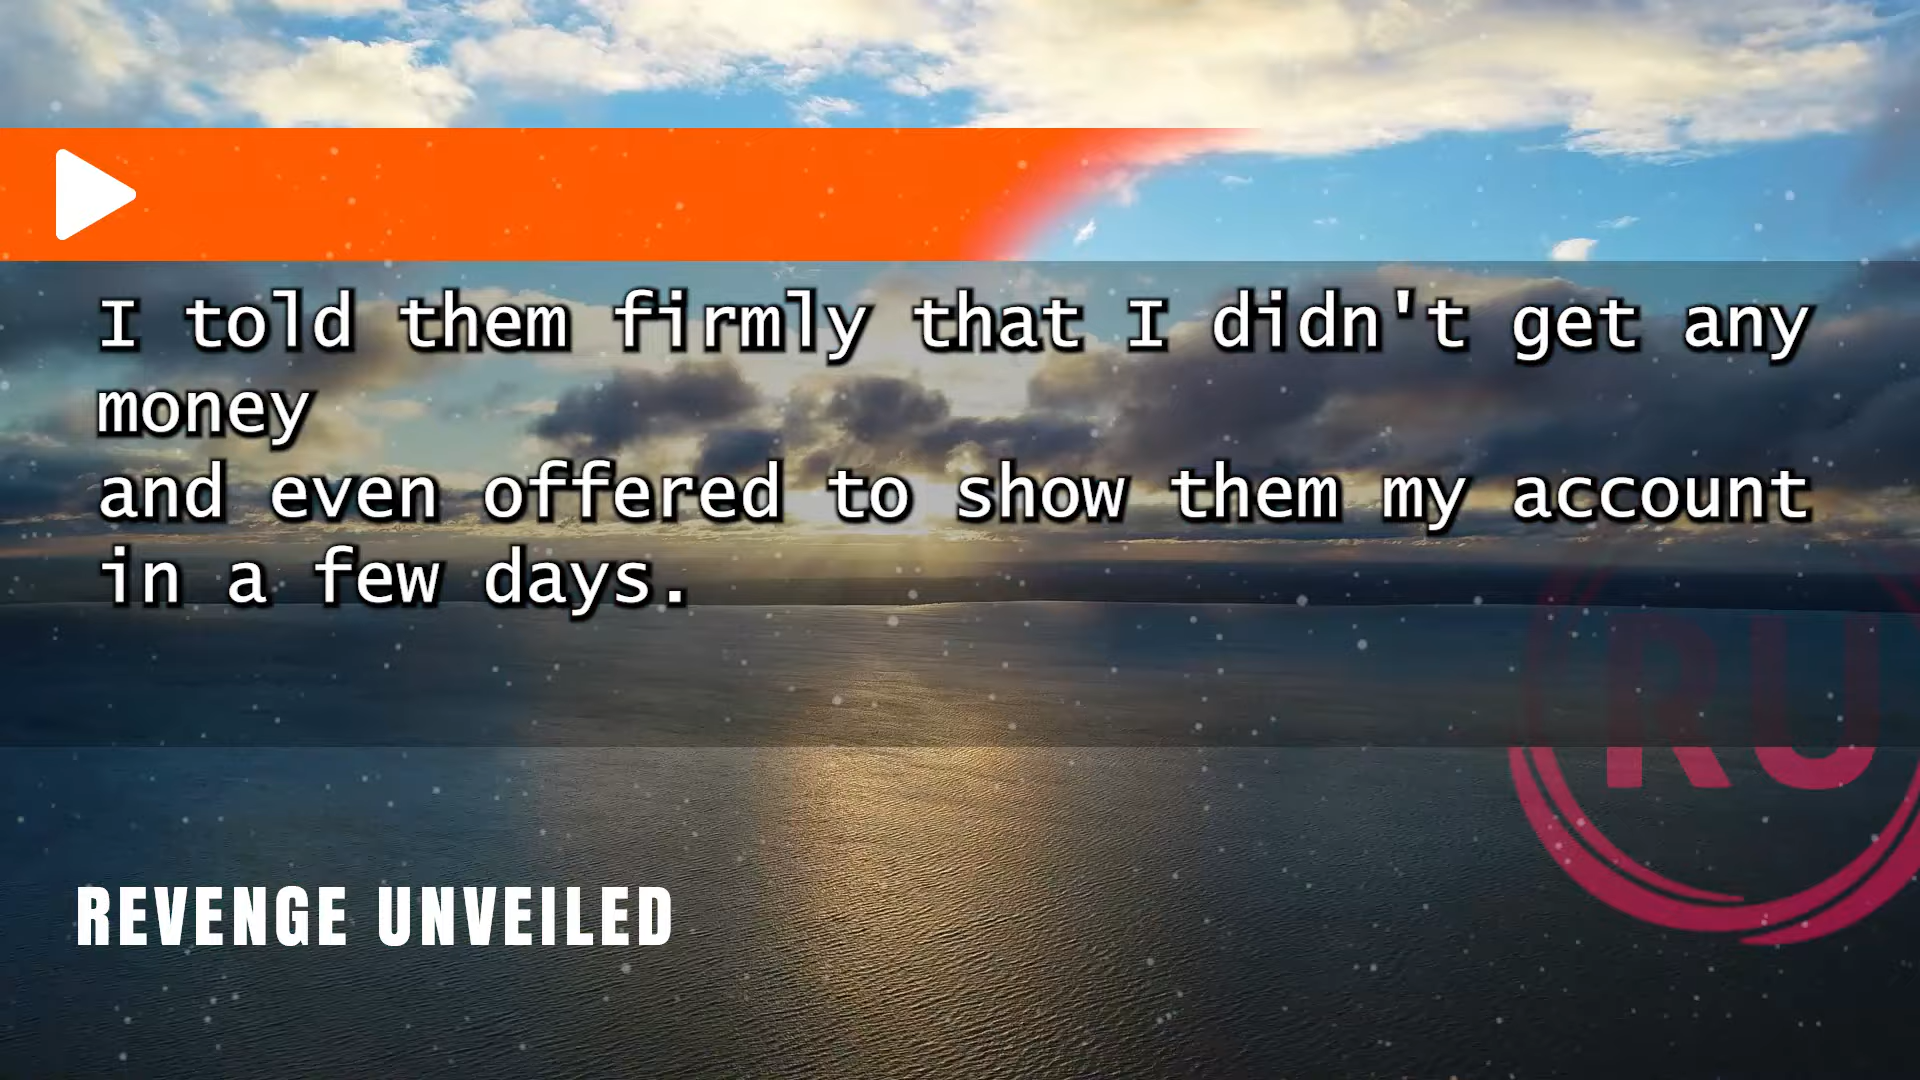 I told them firmly that I didn't get any
money
and even offered to show them my account
in a few days.
RU
REVENGE UNVEILED